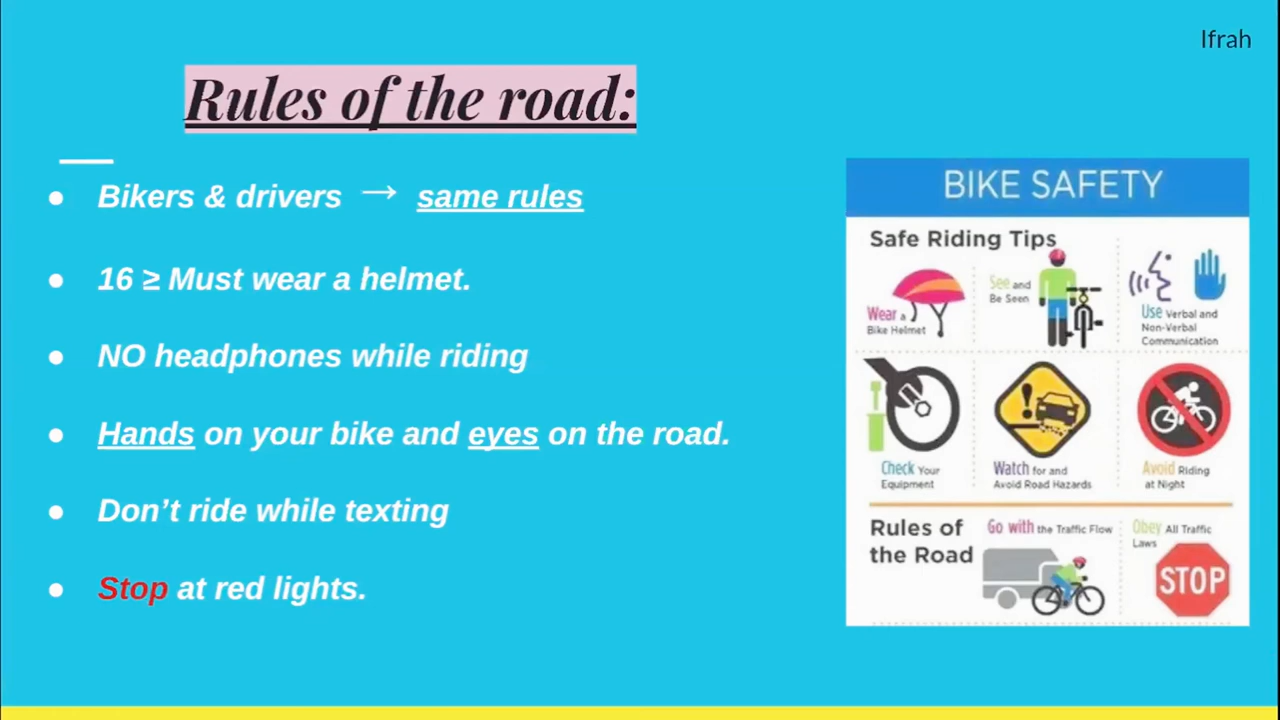 Ifrah
Rules of the road:
● Bikers & drivers → same rules
● 16 ≥ Must wear a helmet.
● NO headphones while riding
● Hands on your bike and eyes on the road.
● Don’t ride while texting
● Stop at red lights.
BIKE SAFETY
Safe Riding Tips
Wear a
Bike Helmet
See and
Be Seen
Use Verbal and
Non-Verbal
Communication
Check Your
Equipment
Watch for and
Avoid Road Hazards
Avoid Riding
at Night
Rules of
the Road
Go with the Traffic Flow
Obey All Traffic
Laws
STOP